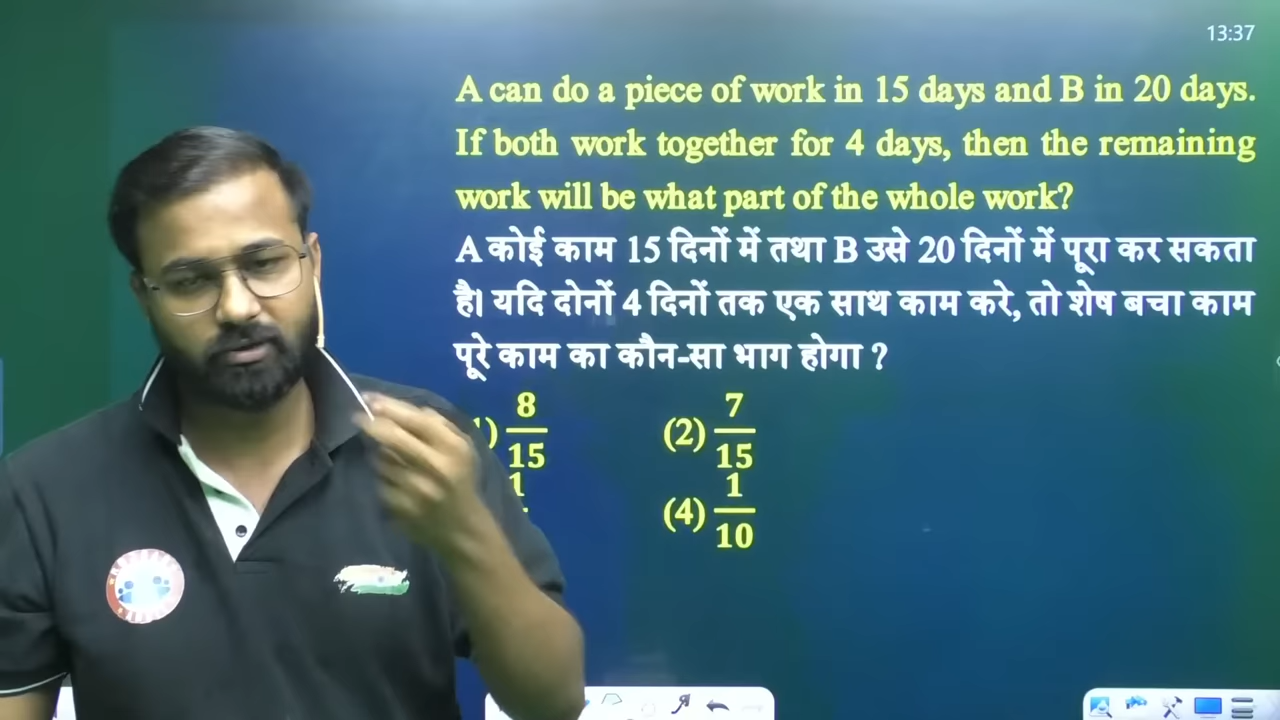 13:37
A can do a piece of work in 15 days and B in 20 days.
If both work together for 4 days, then the remaining
work will be what part of the whole work?
A कोई काम 15 दिनों में तथा B उसे 20 दिनों में पूरा कर सकता
है। यदि दोनों 4 दिनों तक एक साथ काम करे, तो शेष बचा काम
पूरे काम का कौन-सा भाग होगा ?
8/15 (2) 7/15
1 (4) 1/10